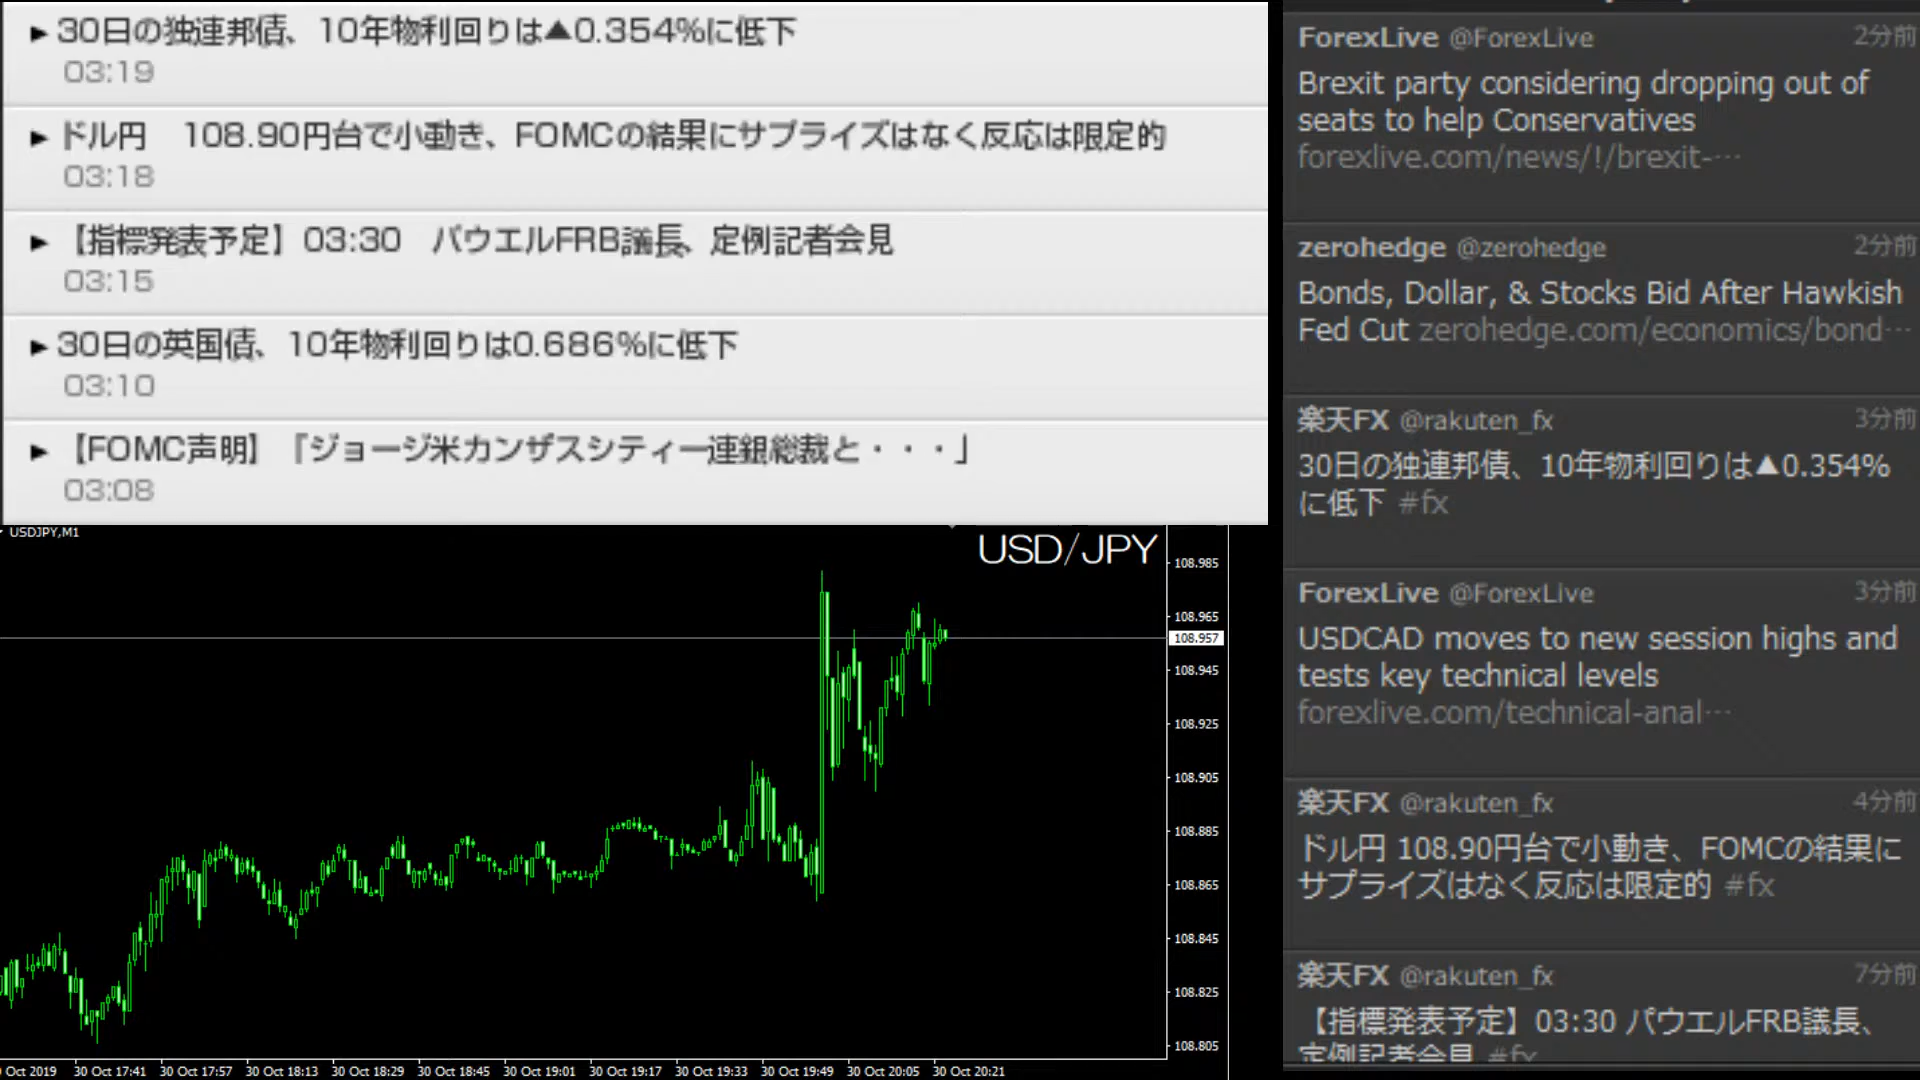 ▶30日の独連邦債、10年物利回りは▲0.354%に低下
03:19
▶ドル円　108.90円台で小動き、FOMCの結果にサプライズはなく反応は限定的
03:18
▶【指標発表予定】03:30　パウエルFRB議長、定例記者会見
03:15
▶30日の英国債、10年物利回りは0.686%に低下
03:10
▶【FOMC声明】『ジョージ米カンザスシティー連銀総裁と・・・」
03:08
USDJPY,M1
USD/JPY
108.985
108.965
108.957
108.945
108.925
108.905
108.885
108.865
108.845
108.825
108.805
Oct 2019
30 Oct 17:41
30 Oct 17:57
30 Oct 18:13
30 Oct 18:29
30 Oct 18:45
30 Oct 19:01
30 Oct 19:17
30 Oct 19:33
30 Oct 19:49
30 Oct 20:05
30 Oct 20:21
ForexLive @ForexLive 2分前
Brexit party considering dropping out of
seats to help Conservatives
forexlive.com/news/!/brexit-…
zerohedge @zerohedge 2分前
Bonds, Dollar, & Stocks Bid After Hawkish
Fed Cut zerohedge.com/economics/bond…
楽天FX @rakuten_fx 3分前
30日の独連邦債、10年物利回りは▲0.354%
に低下 #fx
ForexLive @ForexLive 3分前
USDCAD moves to new session highs and
tests key technical levels
forexlive.com/technical-anal…
楽天FX @rakuten_fx 4分前
ドル円 108.90円台で小動き、FOMCの結果に
サプライズはなく反応は限定的 #fx
楽天FX @rakuten_fx 7分前
【指標発表予定】03:30 パウエルFRB議長、
定例記者会見 #fx